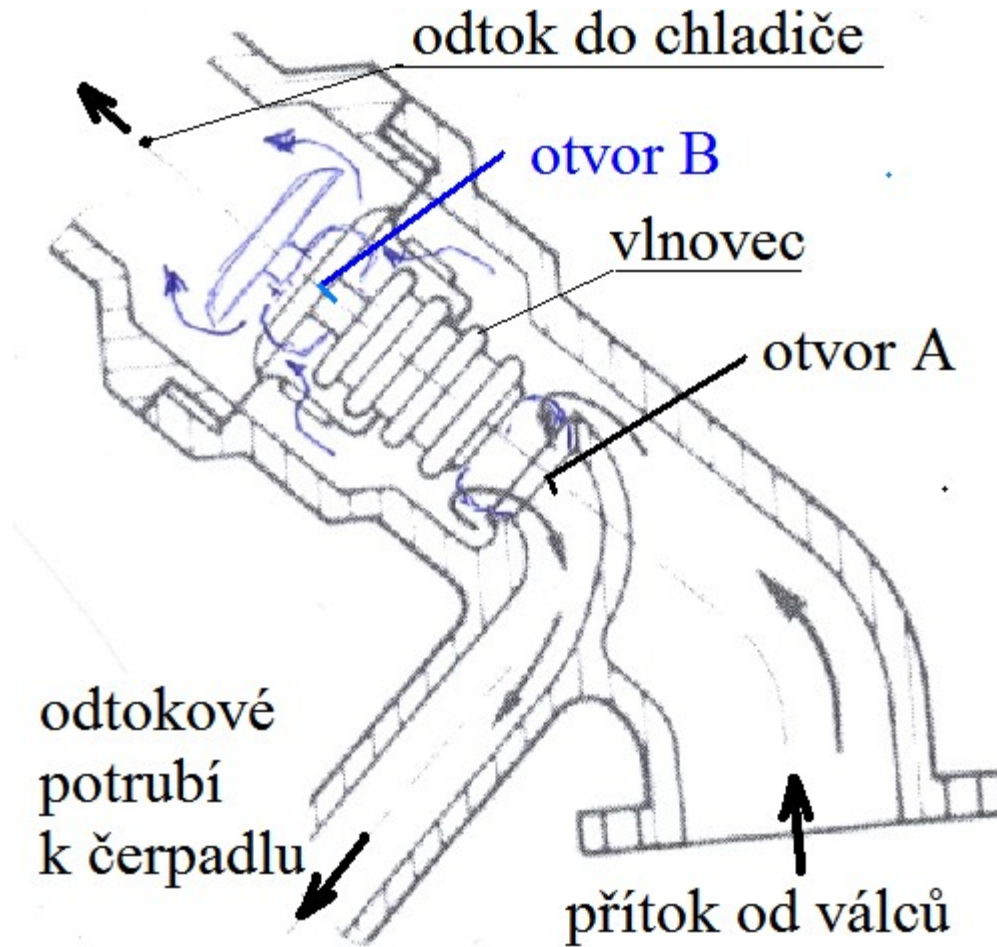 odtok do chladiče
otvor B
vlnovec
otvor A
odtokové
potrubí
k čerpadlu
přítok od válců